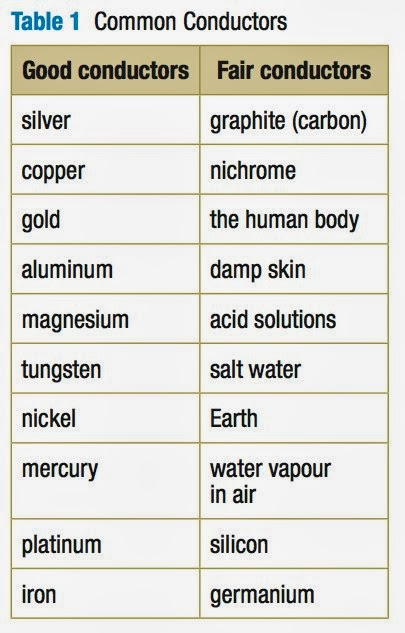 Table 1 Common Conductors
Good conductors Fair conductors
silver graphite (carbon)
copper nichrome
gold the human body
aluminum damp skin
magnesium acid solutions
tungsten salt water
nickel Earth
mercury water vapour
in air
platinum silicon
iron germanium